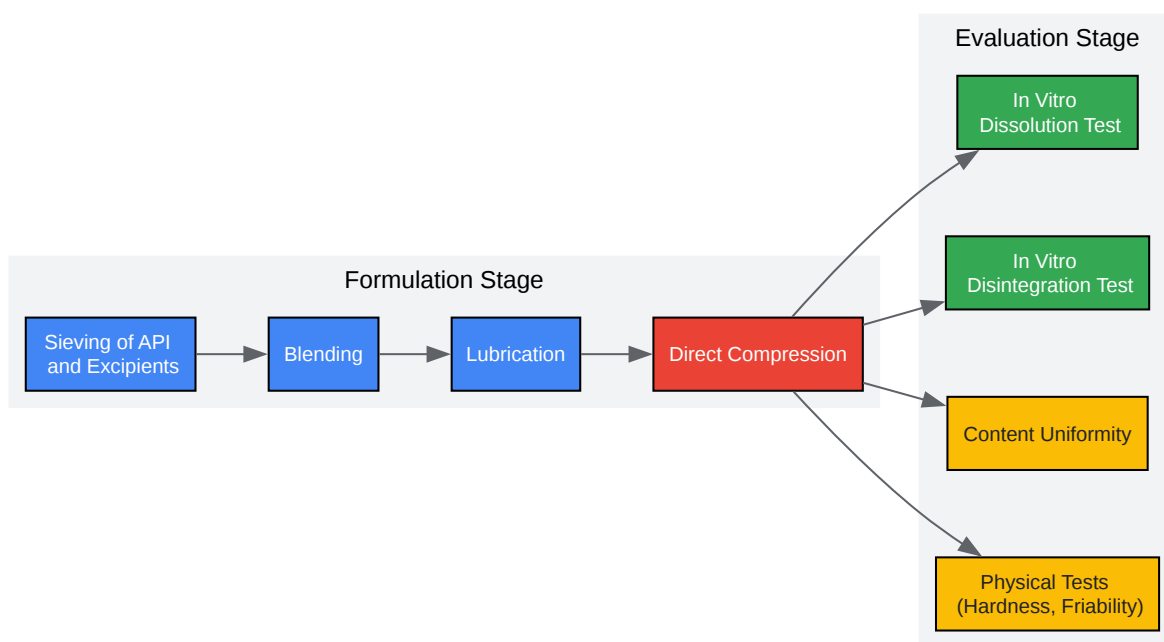 Evaluation Stage
In Vitro
Dissolution Test
In Vitro
Disintegration Test
Formulation Stage
Sieving of API
and Excipients
Blending
Lubrication
Direct Compression
Content Uniformity
Physical Tests
(Hardness, Friability)